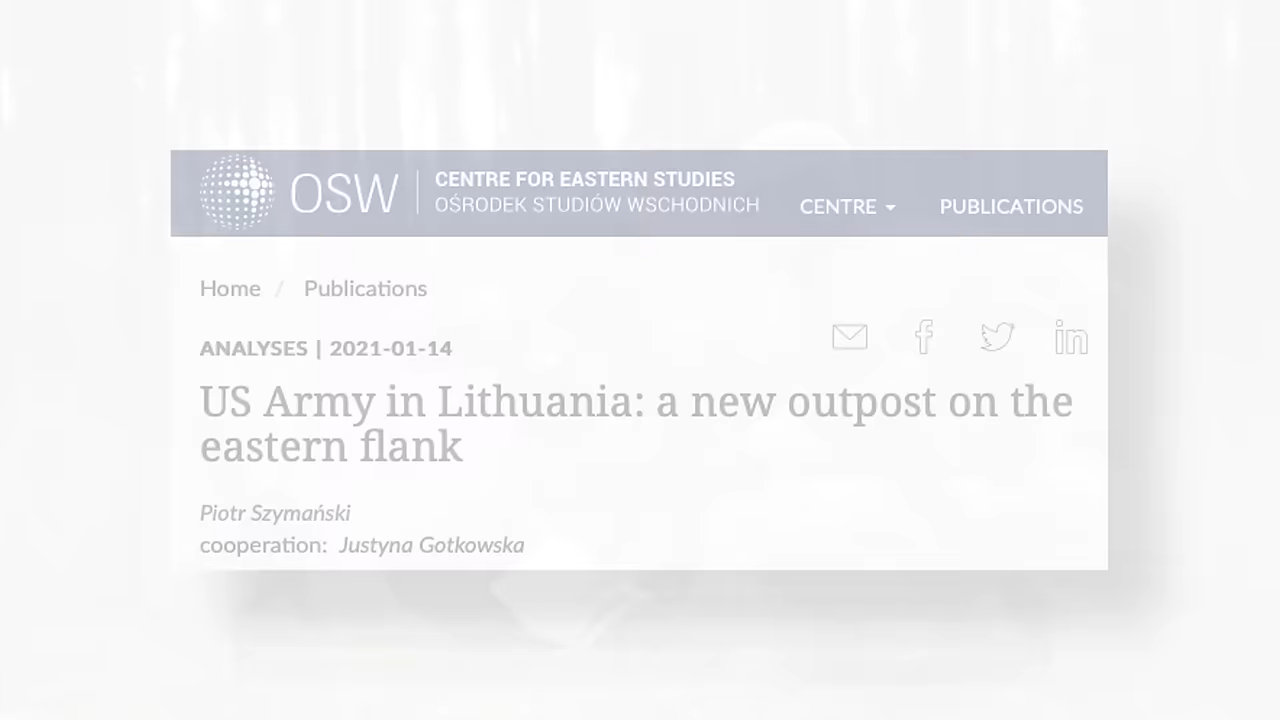 OSW
CENTRE FOR EASTERN STUDIES
OŚRODEK STUDIÓW WSCHODNICH
CENTRE
PUBLICATIONS
Home / Publications
ANALYSES | 2021-01-14
US Army in Lithuania: a new outpost on the
eastern flank
Piotr Szymański
cooperation: Justyna Gotkowska